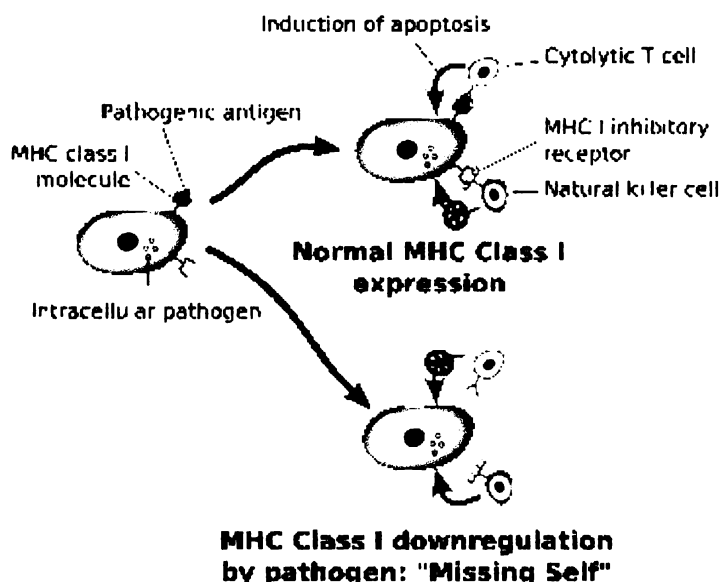 Induction of apoptosis
Cytolytic T cell
Pathogenic antigen
MHC class I
molecule
MHC I inhibitory
receptor
Natural killer cell
Normal MHC Class I
expression
Intracellular pathogen
MHC Class I downregulation
by pathogen: "Missing Self"